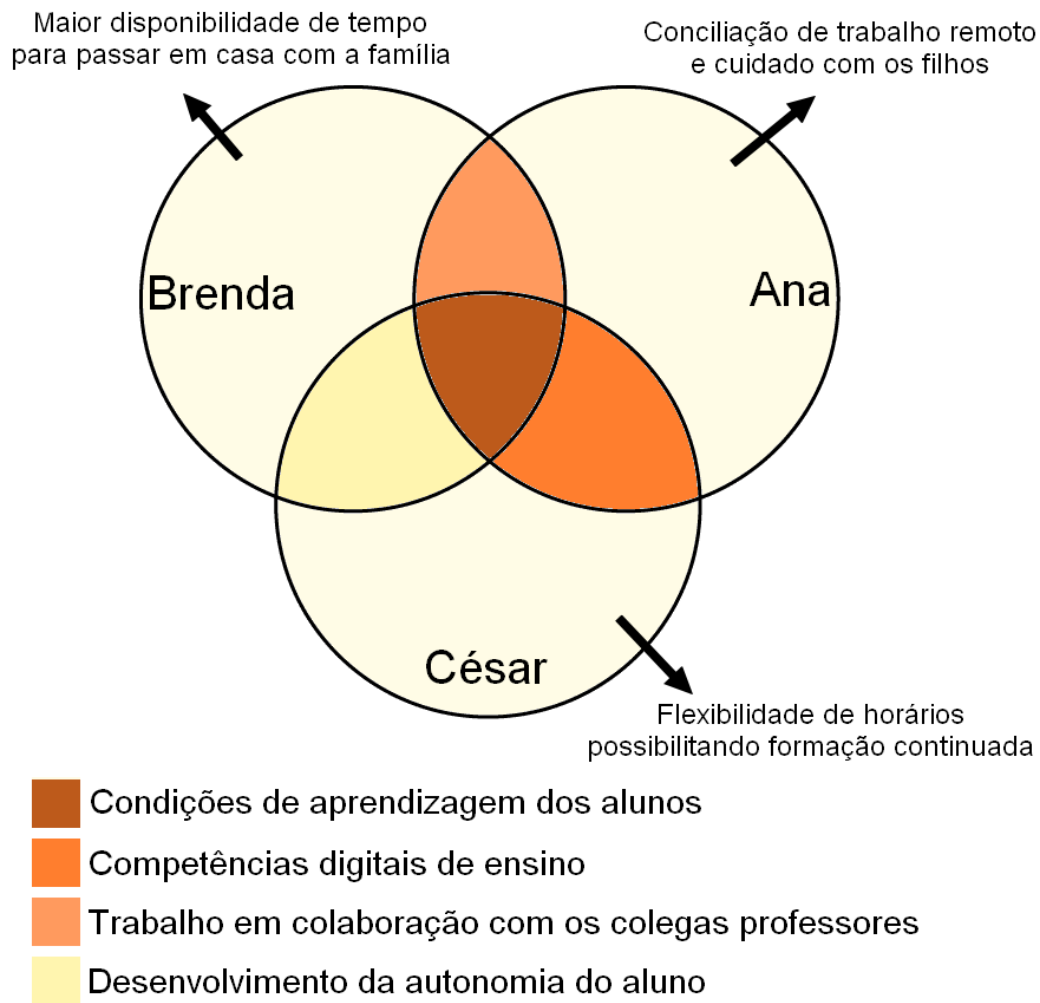 Maior disponibilidade de tempo
para passar em casa com a família
Conciliação de trabalho remoto
e cuidado com os filhos
Brenda
Ana
César
Flexibilidade de horários
possibilitando formação continuada
Condições de aprendizagem dos alunos
Competências digitais de ensino
Trabalho em colaboração com os colegas professores
Desenvolvimento da autonomia do aluno